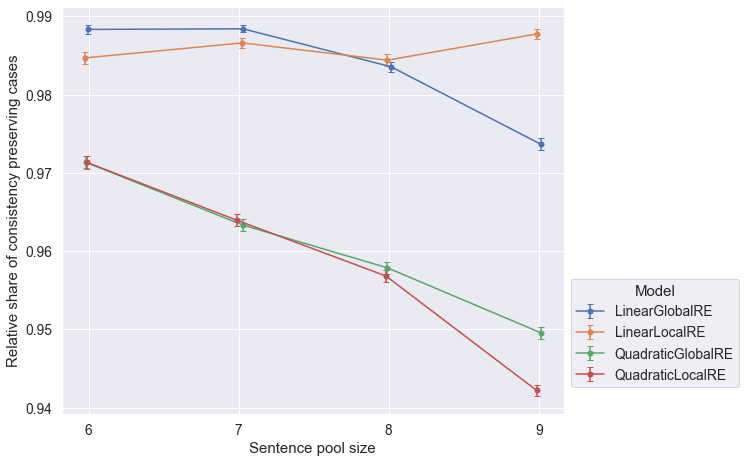 Relative share of consistency preserving cases
0.99
0.98
0.97
0.96
0.95
0.94
6 7 8 9
Sentence pool size
Model
LinearGlobalRE
LinearLocalRE
QuadraticGlobalRE
QuadraticLocalRE